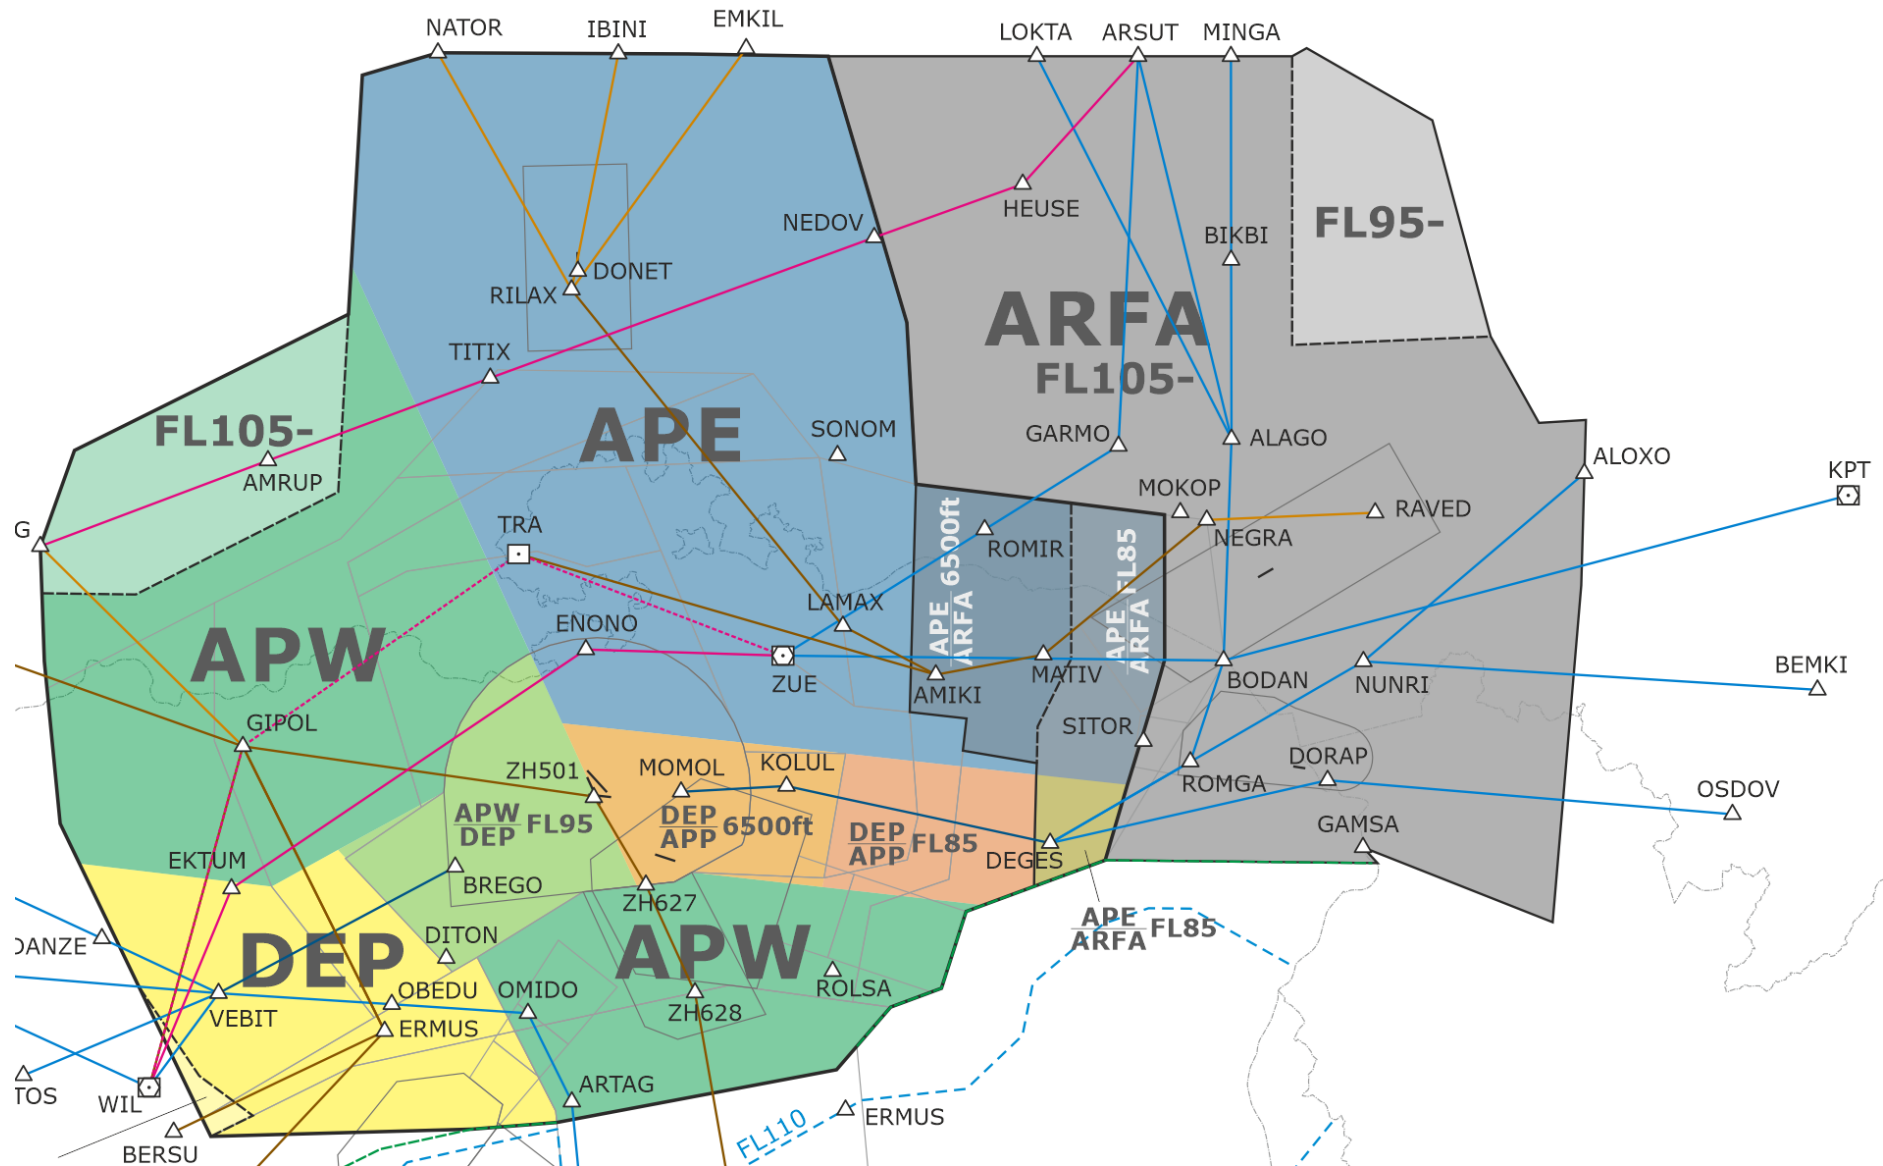 NATOR
IBINI
EMKIL
LOKTA
ARSUT
MINGA
HEUSE
NEDOV
BIKBI
FL95-
DONET
RILAX
ARFA
FL105-
TITIX
APE
SONOM
GARMO
ALAGO
FL105-
AMRUP
ALOXO
KPT
MOKOP
RAVED
G
TRA
NEGRA
ROMIR
APE
ARFA
6500ft
APE
ARFA
FL85
LAMAX
ENONO
APW
ZUE
AMIKI
MATIV
BODAN
NUNRI
BEMKI
GIPOL
SITOR
ZH501
MOMOL
KOLUL
DORAP
ROMGA
OSDOV
APW
DEP
FL95
DEP
APP
6500ft
DEP
APP
FL85
GAMSA
EKTUM
DEGES
BREGO
ZH627
APE
ARFA
FL85
DANZE
DEP
DITON
APW
OBEDU
OMIDO
ROLSA
VEBIT
ERMUS
ZH628
TOS
WIL
ARTAG
ERMUS
FL110
BERSU